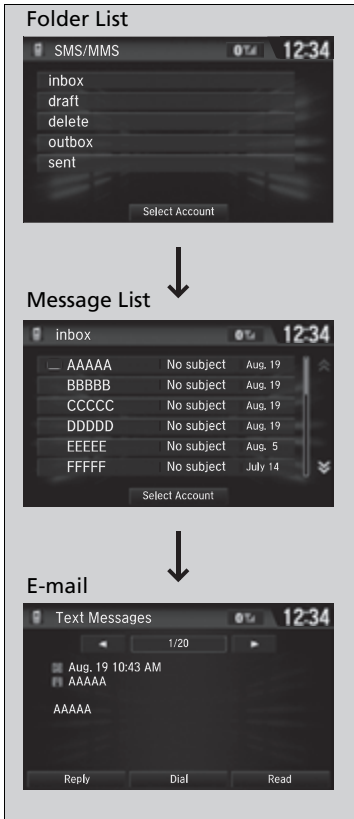 Folder List
SMS/MMS 12:34
inbox
draft
delete
outbox
sent
Select Account
Message List
inbox 12:34
AAAAA No subject Aug. 19
BBBBB No subject Aug. 19
CCCCC No subject Aug. 19
DDDDD No subject Aug. 19
EEEEE No subject Aug. 5
FFFFF No subject July 14
Select Account
E-mail
Text Messages 12:34
1/20
Aug. 19 10:43 AM
AAAAA
AAAAA
Reply Dial Read